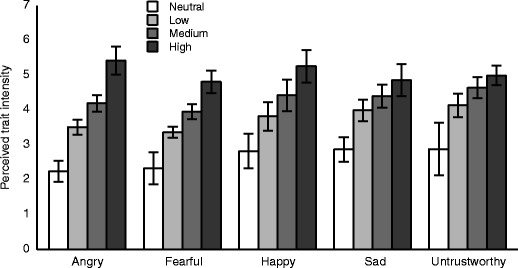 Neutral
Low
Medium
High
Perceived trait intensity
7
6
5
4
3
2
1
0
Angry
Fearful
Happy
Sad
Untrustworthy